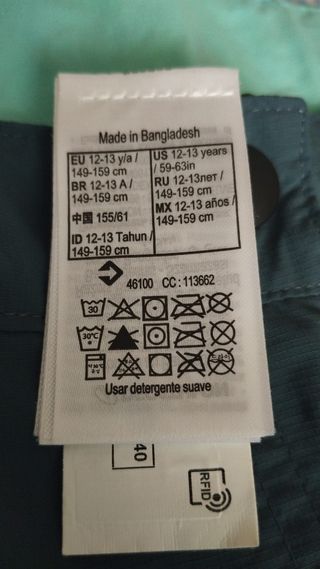 Made in Bangladesh
EU 12-13 y/a /
149-159 cm
BR 12-13 A /
149-159 cm
中国 155/61
ID 12-13 Tahun /
149-159 cm
US 12-13 years
/ 59-63in
RU 12-13лет /
149-159 cm
MX 12-13 años /
149-159 cm
46100 CC : 113662
30
30°C
Usar detergente suave
40
RFID